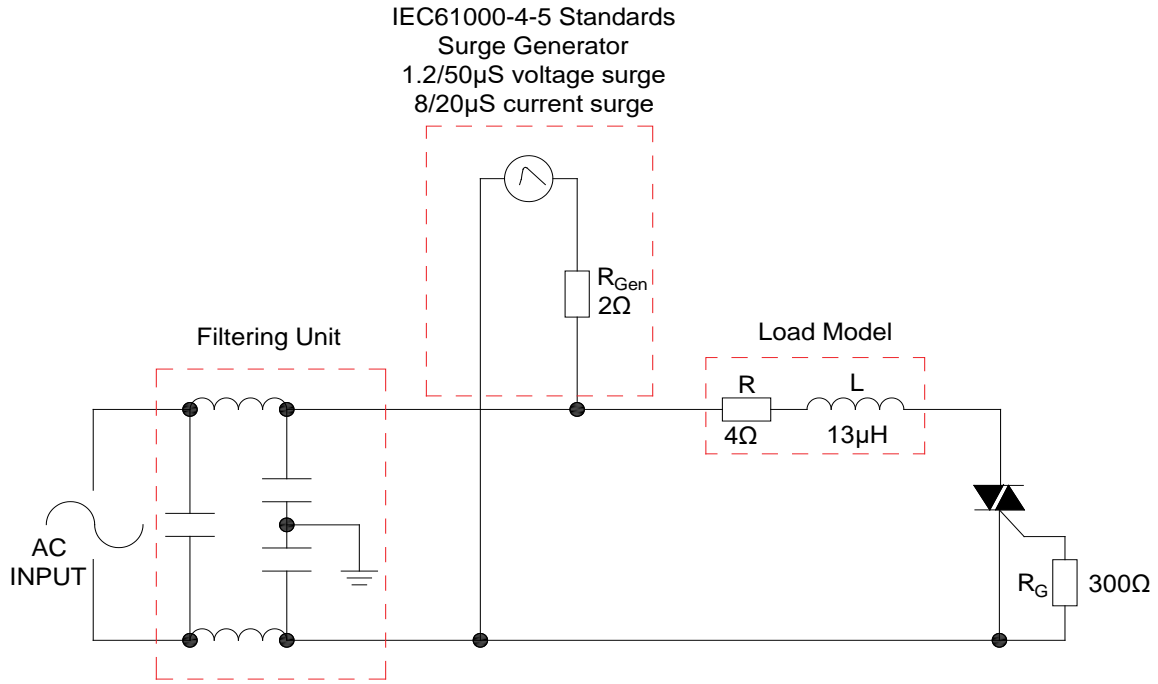 IEC61000-4-5 Standards
Surge Generator
1.2/50µS voltage surge
8/20µS current surge
RGen
2Ω
Filtering Unit
Load Model
R
L
4Ω
13µH
AC
INPUT
RG
300Ω